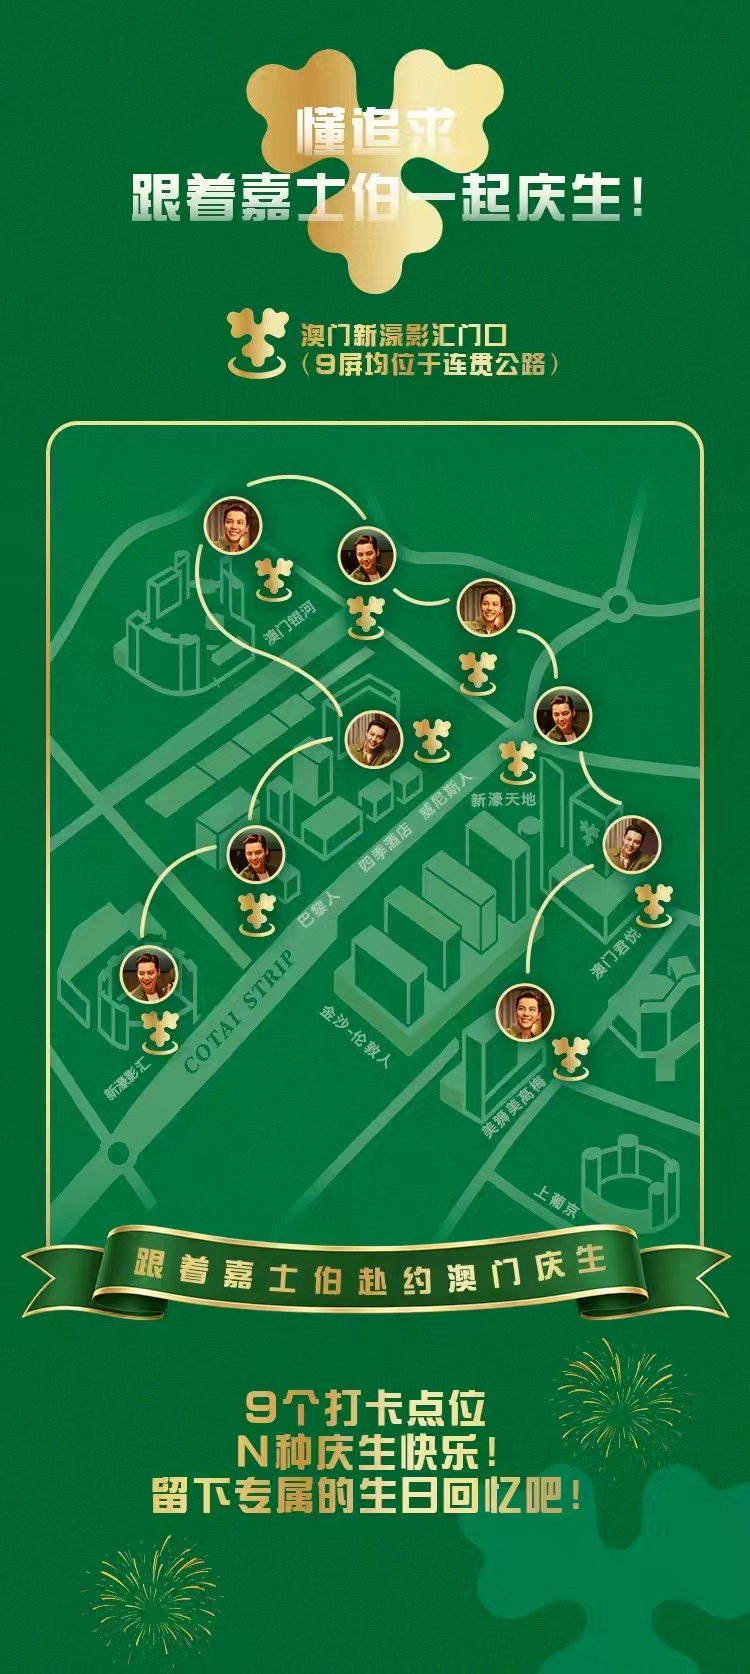 懂追求
跟着嘉士伯一起庆生！
澳门新濠影汇门口
（9屏均位于连贯公路）
澳门银河
威尼斯人
新濠天地
四季酒店
巴黎人
澳门君悦
COTAI STRIP
金沙-伦敦人
新濠影汇
美狮美高梅
上葡京
跟着嘉士伯赴约澳门庆生
9个打卡点位
N种庆生快乐！
留下专属的生日回忆吧！